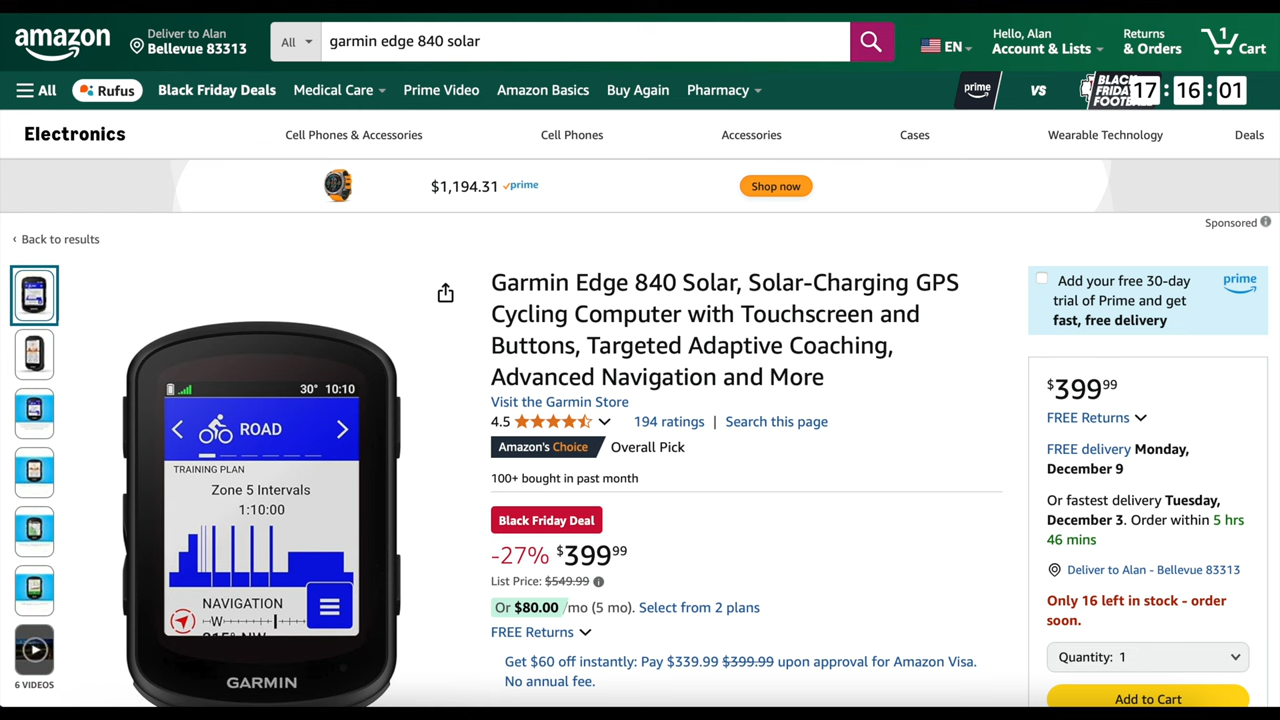 amazon
Deliver to Alan
Bellevue 83313
All
garmin edge 840 solar
EN
Hello, Alan
Account & Lists
Returns
& Orders
1
Cart
All
Rufus
Black Friday Deals
Medical Care
Prime Video
Amazon Basics
Buy Again
Pharmacy
prime
VS
BLACK
FRIDAY
FOOTBALL
17 : 16 : 01
Electronics
Cell Phones & Accessories
Cell Phones
Accessories
Cases
Wearable Technology
Deals
$1,194.31 prime
Shop now
Sponsored
‹ Back to results
6 VIDEOS
30° 10:10
ROAD
TRAINING PLAN
Zone 5 Intervals
1:10:00
NAVIGATION
W
GARMIN
Garmin Edge 840 Solar, Solar-Charging GPS
Cycling Computer with Touchscreen and
Buttons, Targeted Adaptive Coaching,
Advanced Navigation and More
Visit the Garmin Store
4.5 194 ratings | Search this page
Amazon's Choice Overall Pick
100+ bought in past month
Black Friday Deal
-27% $399 99
List Price: $549.99
Or $80.00 /mo (5 mo). Select from 2 plans
FREE Returns
Get $60 off instantly: Pay $339.99 $399.99 upon approval for Amazon Visa.
No annual fee.
Add your free 30-day
trial of Prime and get
fast, free delivery
prime
$399 99
FREE Returns
FREE delivery Monday,
December 9
Or fastest delivery Tuesday,
December 3. Order within 5 hrs
46 mins
Deliver to Alan - Bellevue 83313
Only 16 left in stock - order
soon.
Quantity: 1
Add to Cart